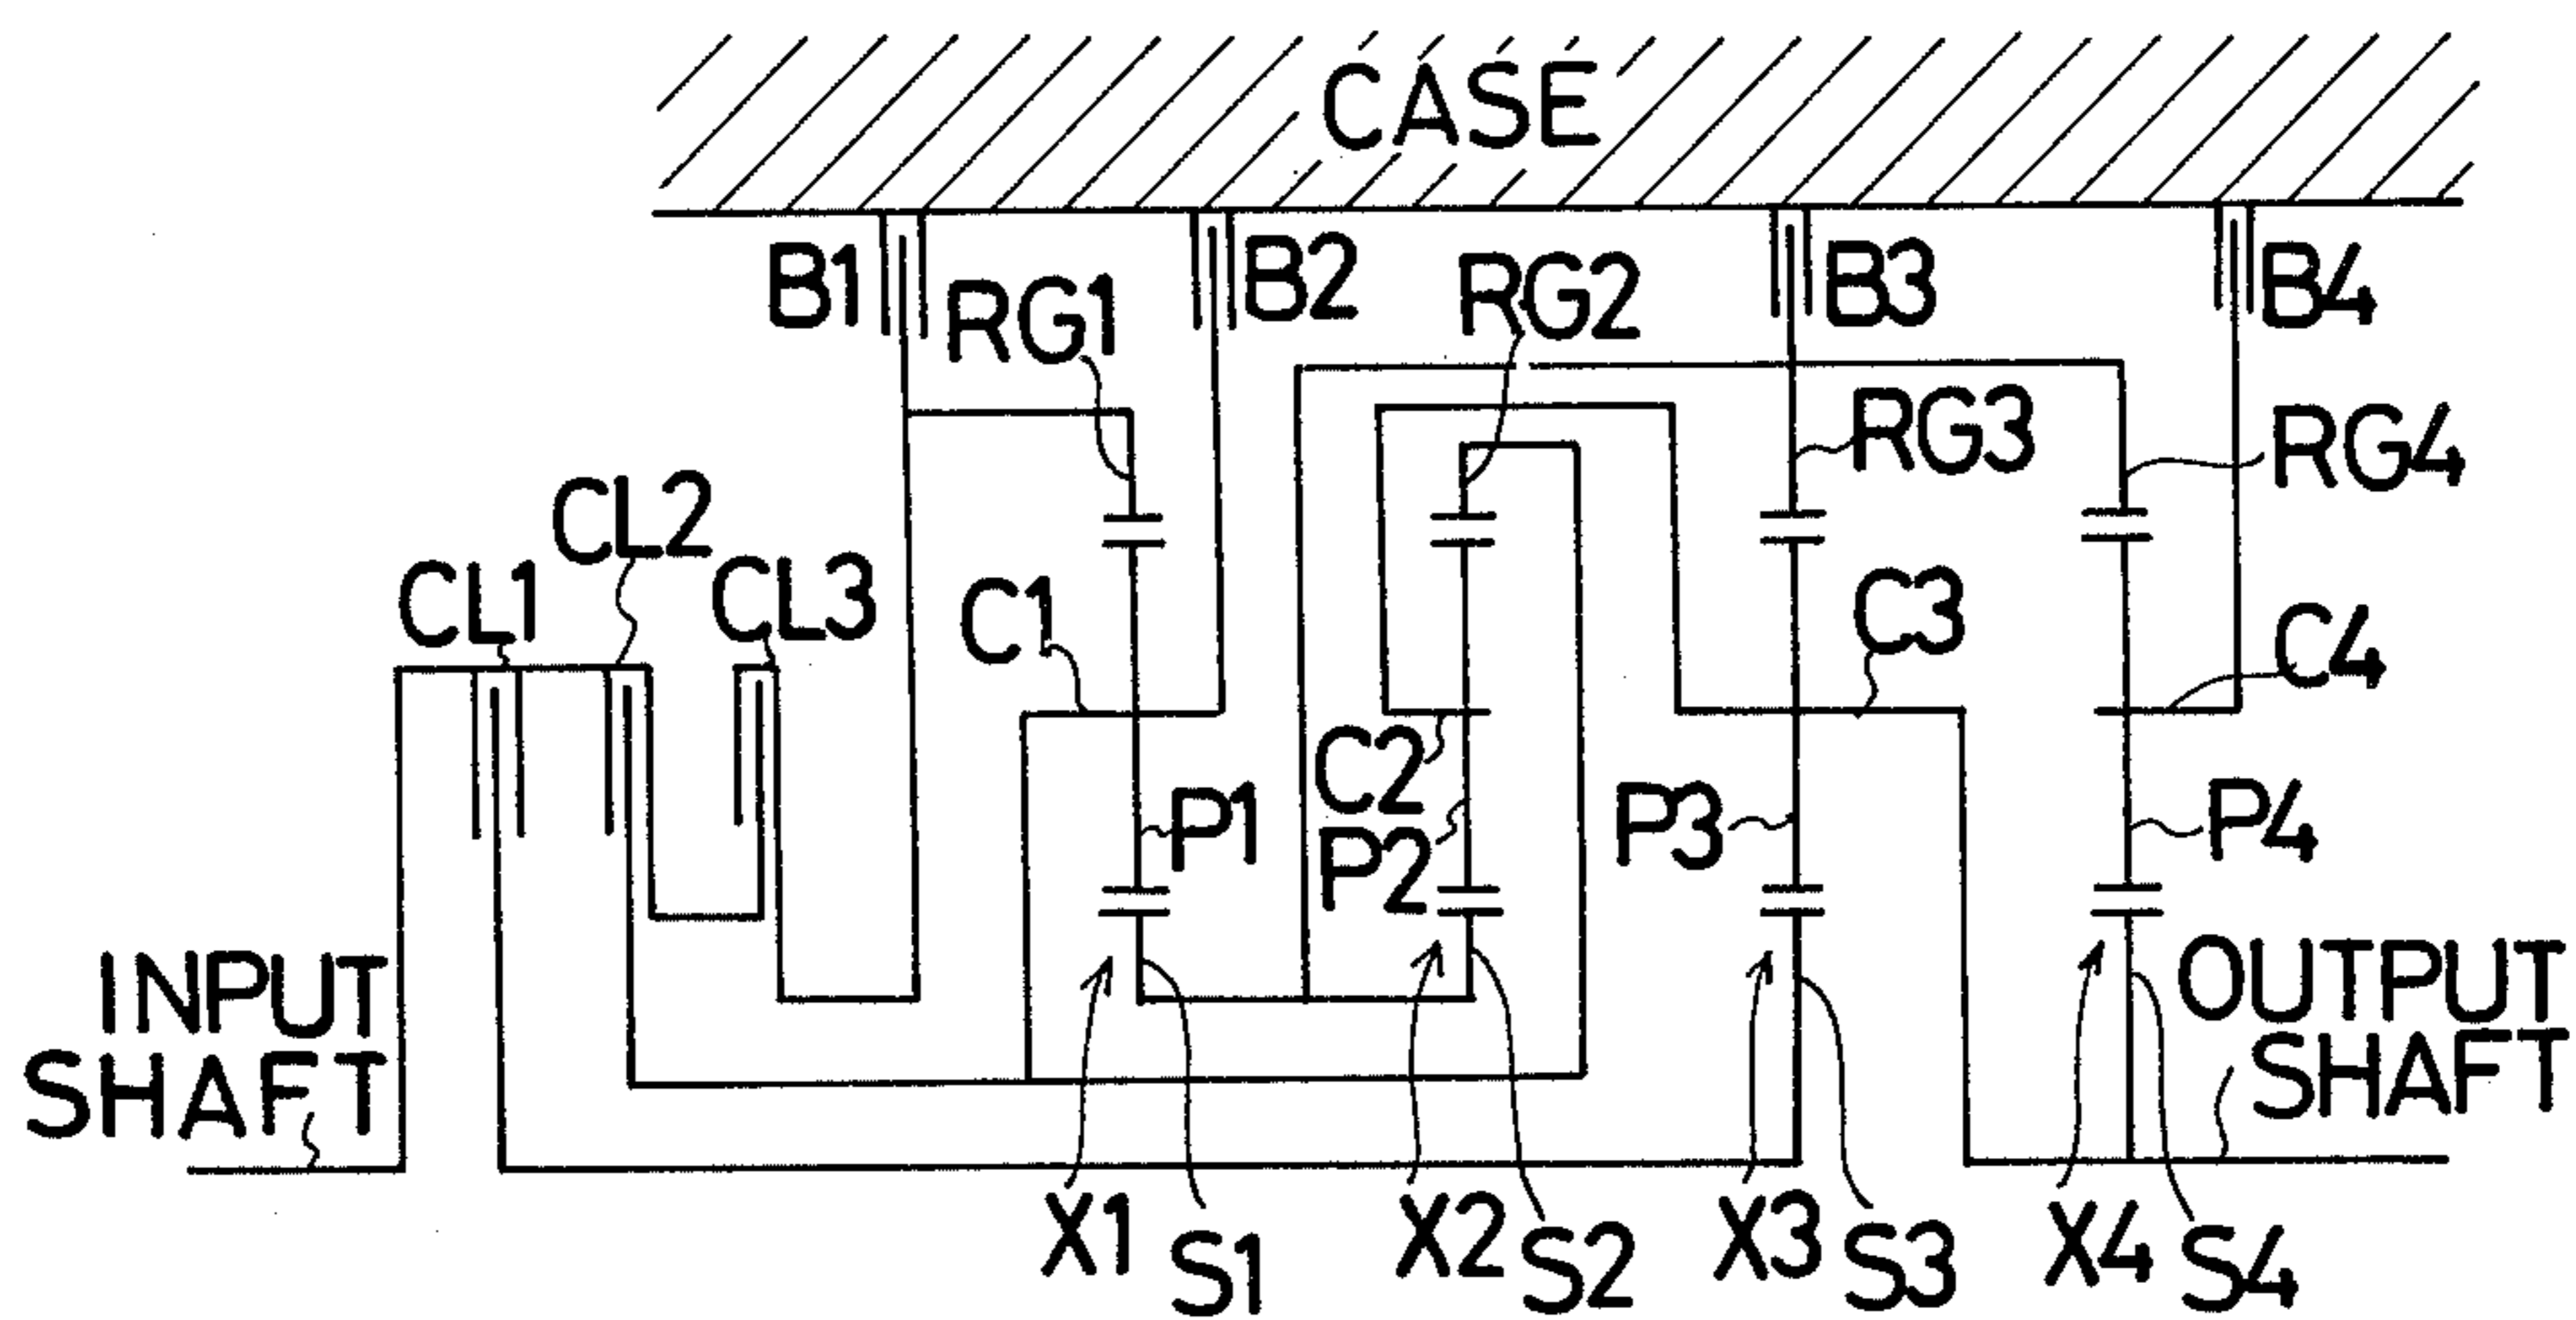 CASE
B1
RG1
B2
RG2
B3
B4
RG3
RG4
CL2
CL1
CL3
C1
C3
C4
C2
P1
P2
P3
P4
INPUT
SHAFT
OUTPUT
SHAFT
X1
S1
X2
S2
X3
S3
X4
S4